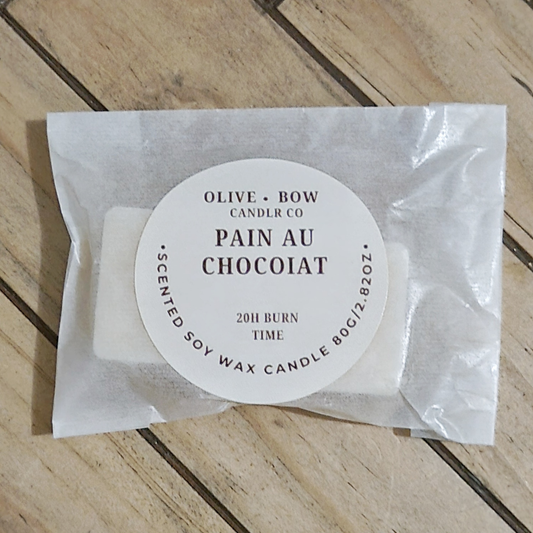 OLIVE • BOW
CANDLR CO
PAIN AU
CHOCOIAT
20H BURN
TIME
•SCENTED SOY WAX CANDLE 80G/2.82OZ•